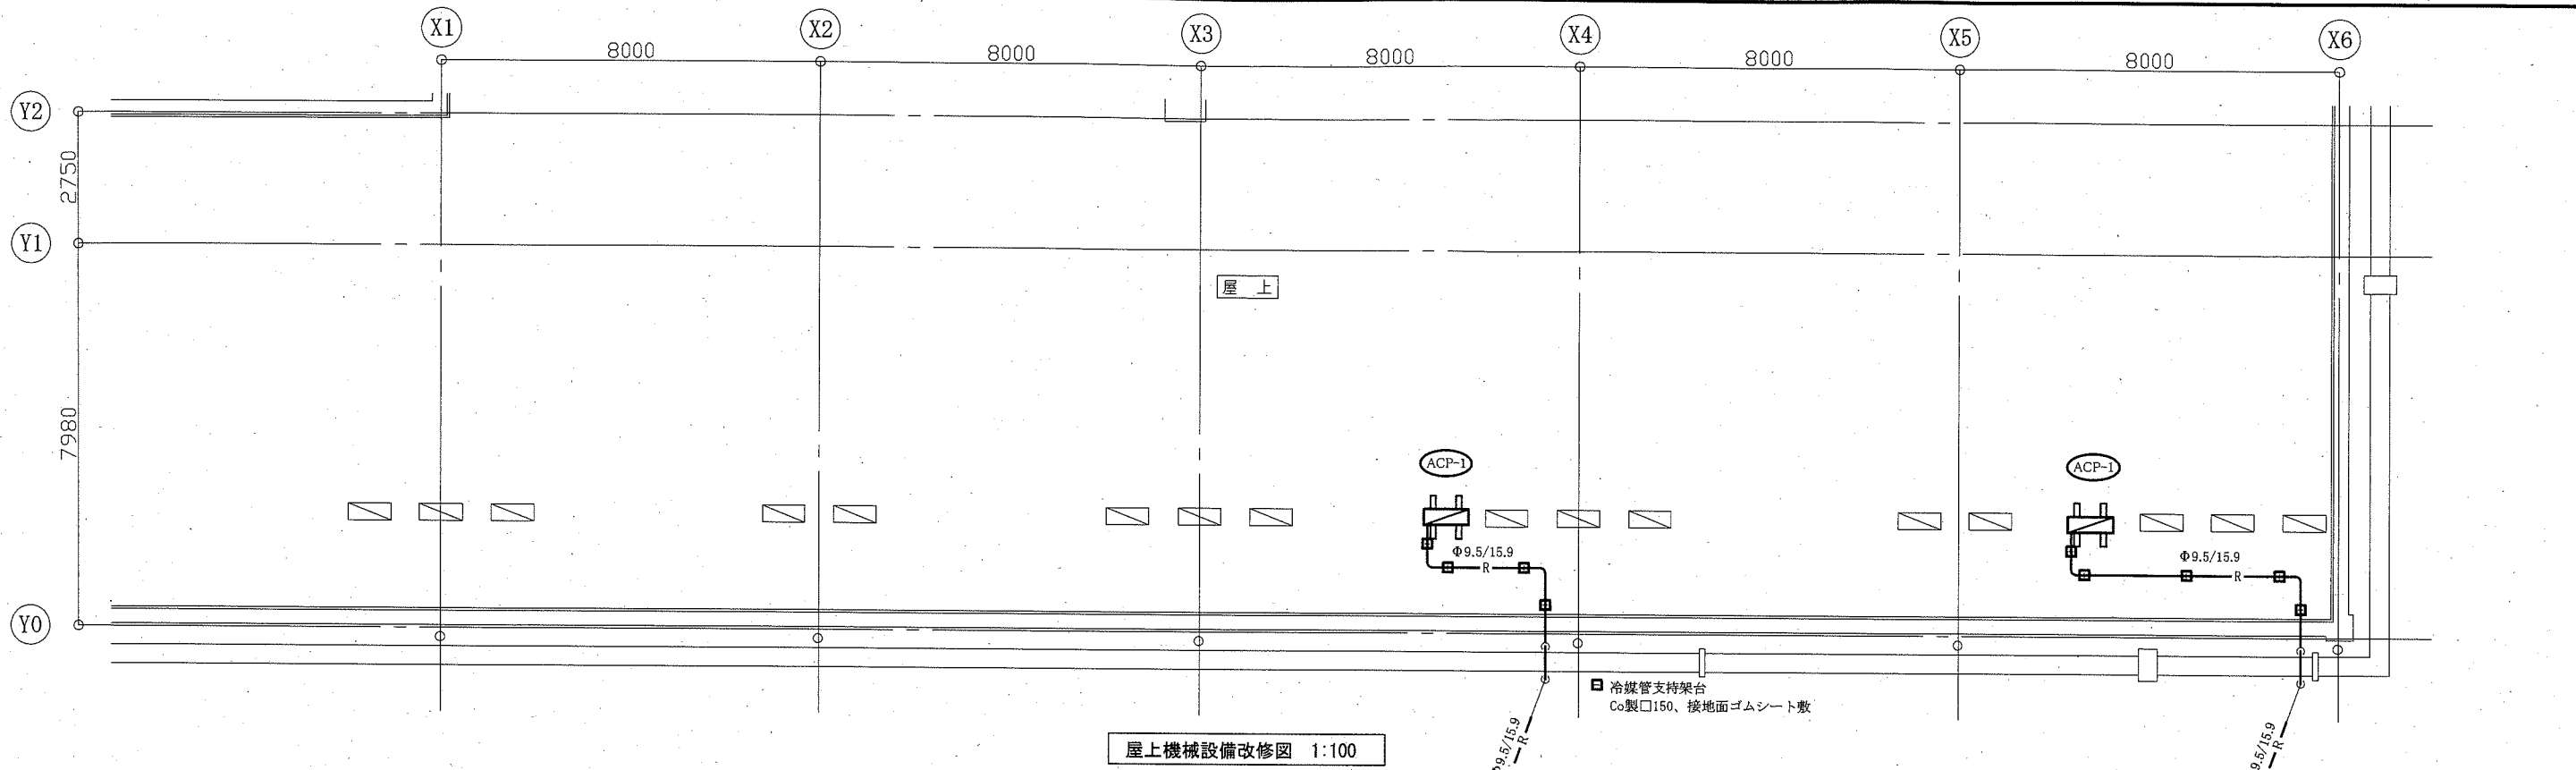 X1
X2
X3
X4
X5
X6
8000
8000
8000
8000
8000
Y2
2750
Y1
屋 上
7980
ACP-1
ACP-1
Φ9.5/15.9
R
Φ9.5/15.9
R
Y0
冷媒管支持架台
Co製□150、接地面ゴムシート敷
Φ9.5/15.9
R
9.5/15.9
R
屋上機械設備改修図 1:100